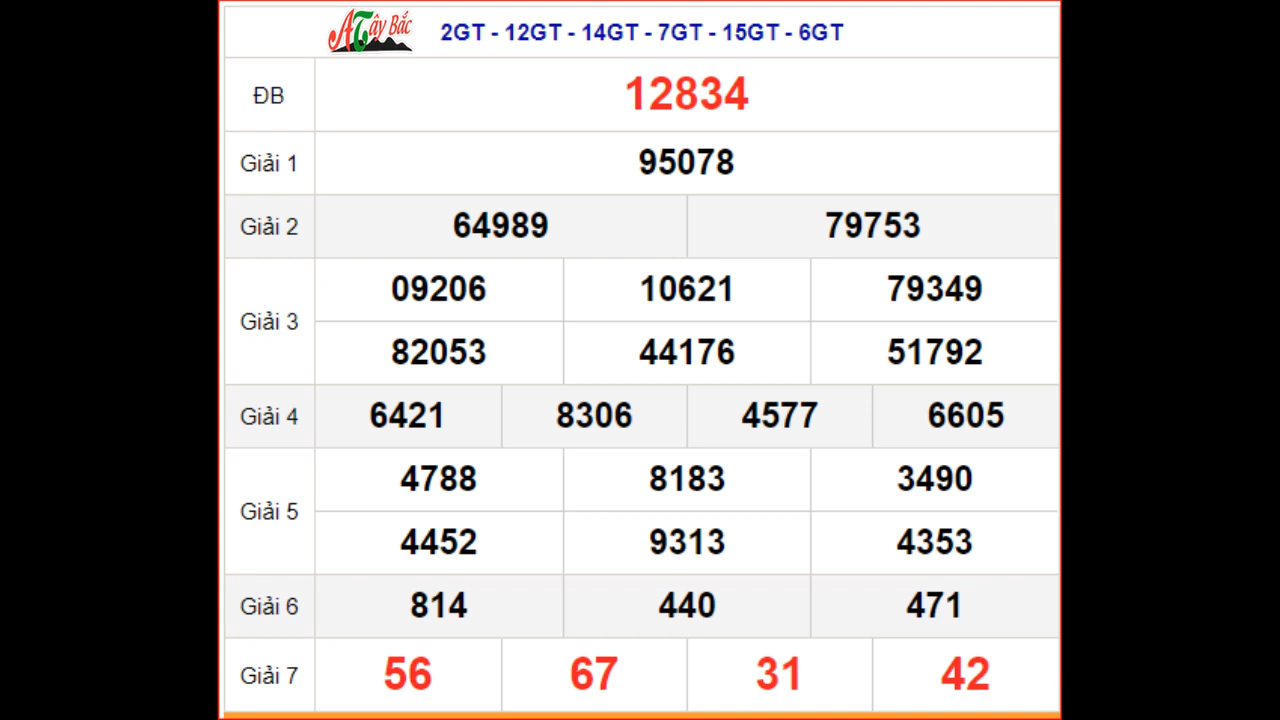 ATây Bắc 2GT - 12GT - 14GT - 7GT - 15GT - 6GT
ĐB 12834
Giải 1 95078
Giải 2 64989 79753
Giải 3 09206 10621 79349
82053 44176 51792
Giải 4 6421 8306 4577 6605
Giải 5 4788 8183 3490
4452 9313 4353
Giải 6 814 440 471
Giải 7 56 67 31 42